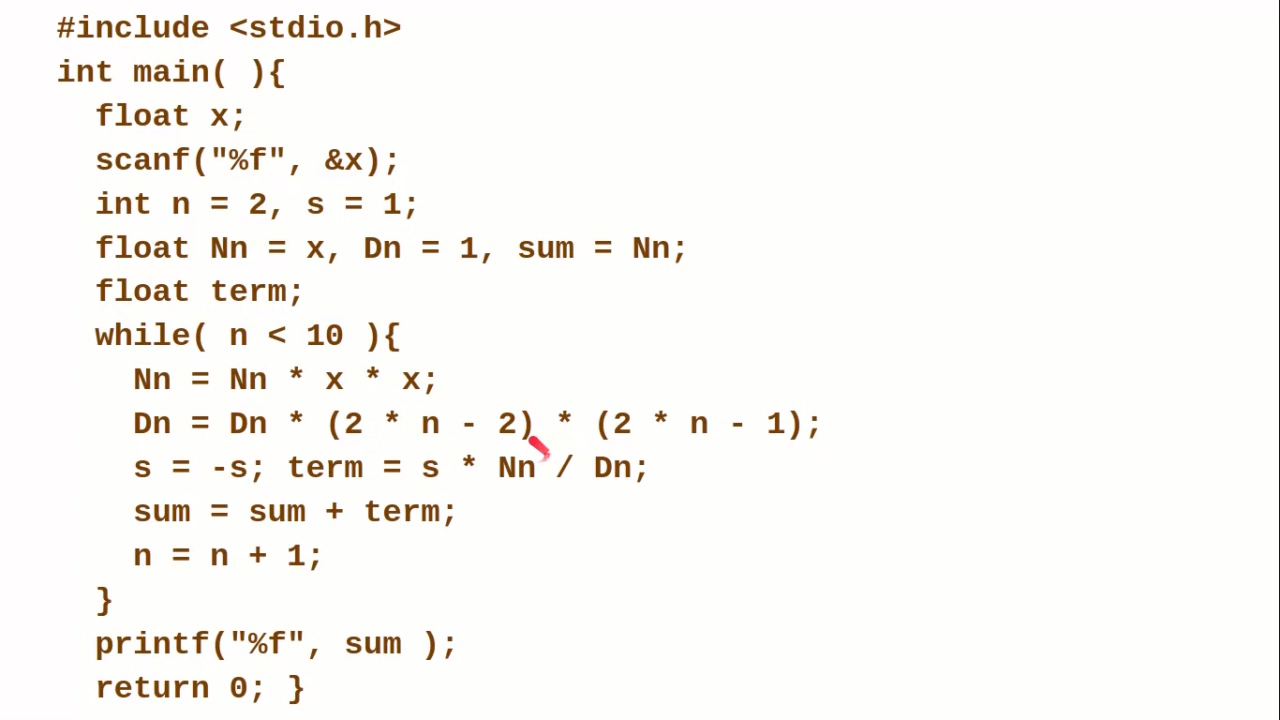 #include <stdio.h>
int main( ){
  float x;
  scanf("%f", &x);
  int n = 2, s = 1;
  float Nn = x, Dn = 1, sum = Nn;
  float term;
  while( n < 10 ){
    Nn = Nn * x * x;
    Dn = Dn * (2 * n - 2) * (2 * n - 1);
    s = -s; term = s * Nn / Dn;
    sum = sum + term;
    n = n + 1;
  }
  printf("%f", sum );
  return 0; }